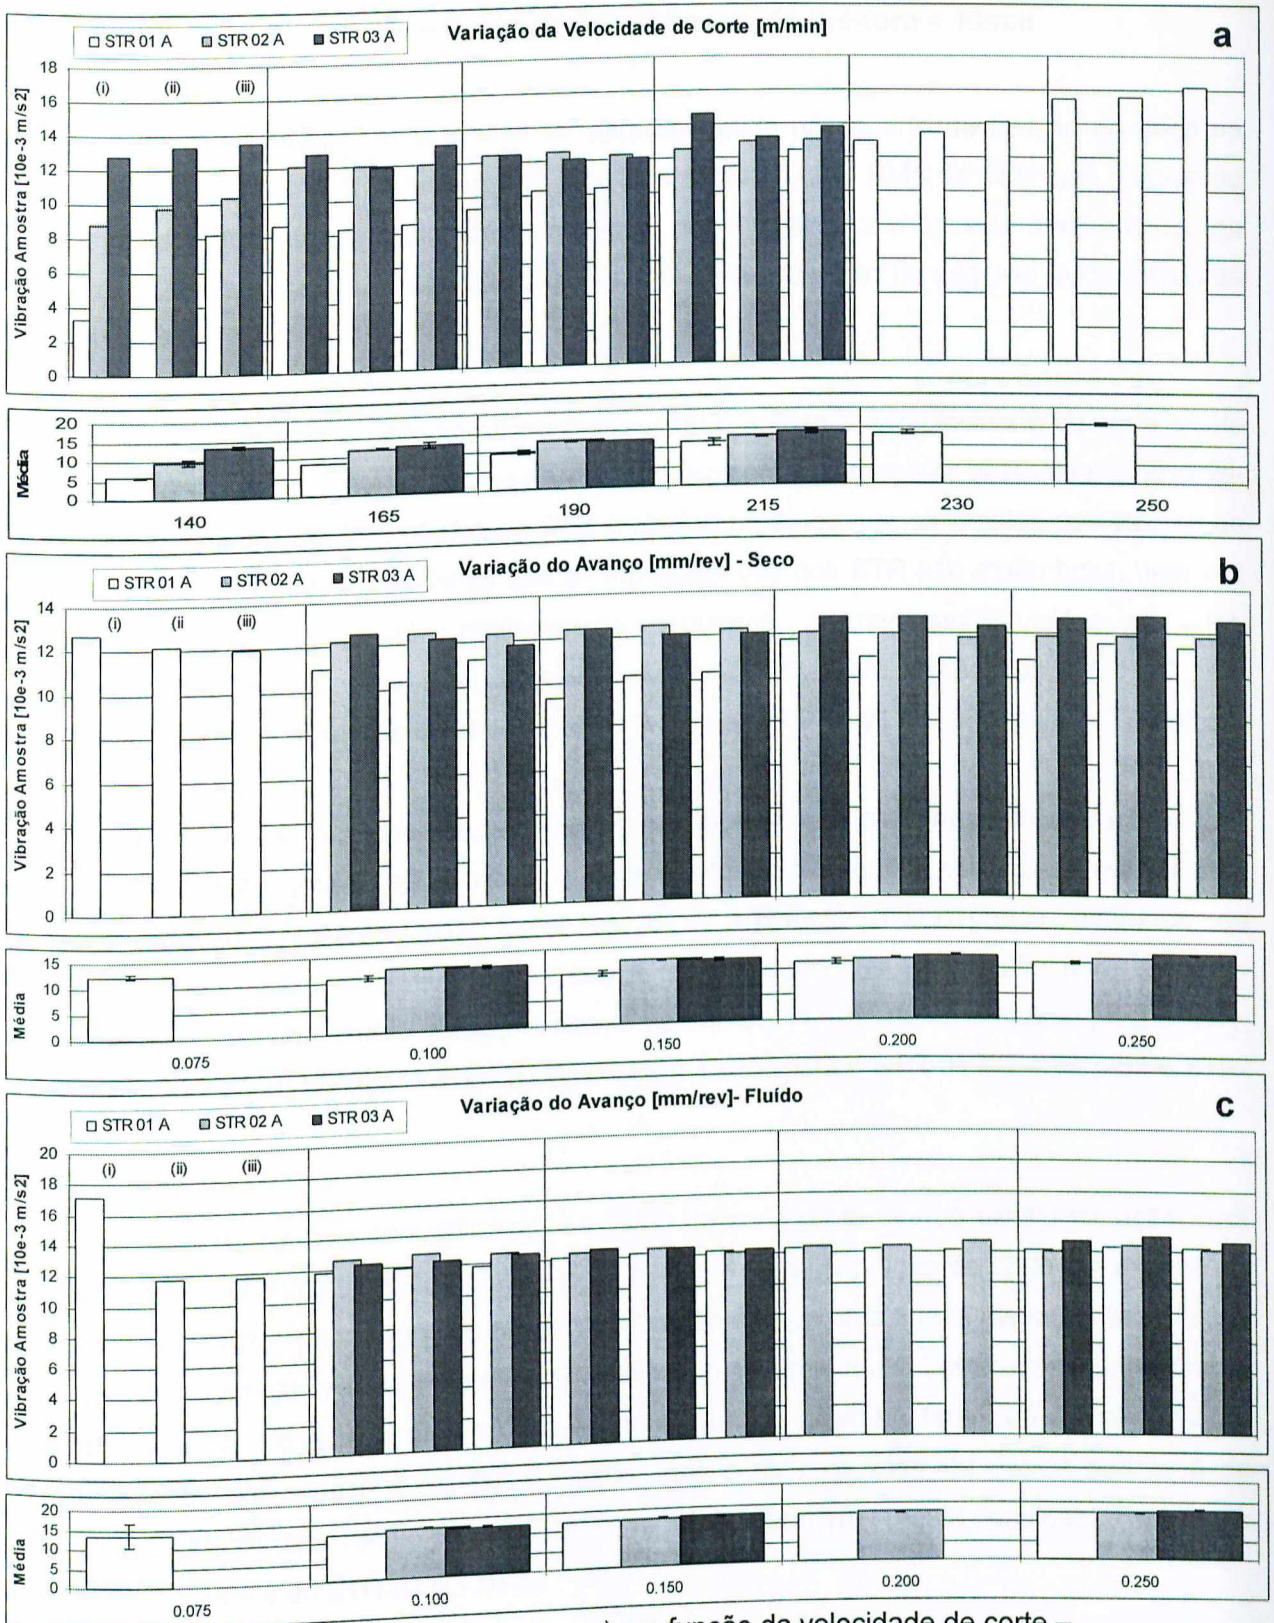 Variação da Velocidade de Corte [m/min]
a
STR 01 A STR 02 A STR 03 A
(i) (ii) (iii)
Vibração Amostra [10e-3 m/s2]
18
16
14
12
10
8
6
4
2
0
Média
20
15
10
5
0
140 165 190 215 230 250
Variação do Avanço [mm/rev] - Seco
b
STR 01 A STR 02 A STR 03 A
(i) (ii (iii)
Vibração Amostra [10e-3 m/s2]
14
12
10
8
6
4
2
0
Média
15
10
5
0
0.075 0.100 0.150 0.200 0.250
Variação do Avanço [mm/rev]- Fluído
c
STR 01 A STR 02 A STR 03 A
(i) (ii) (iii)
Vibração Amostra [10e-3 m/s2]
20
18
16
14
12
10
8
6
4
2
0
Média
20
15
10
5
0
0.075 0.100 0.150 0.200 0.250
função da velocidade de corte –